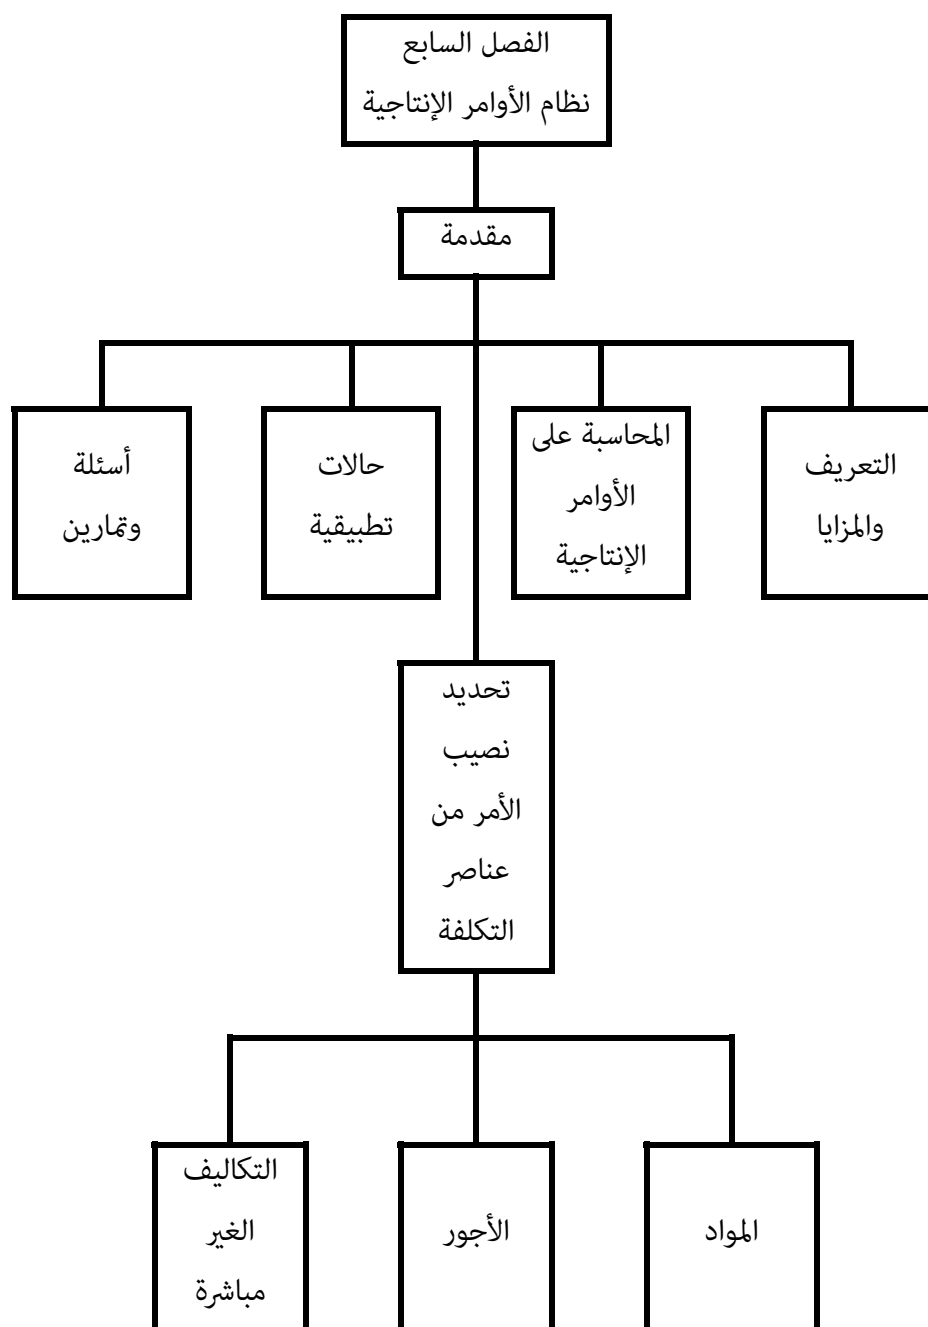 الفصل السابع
نظام الأوامر الإنتاجية
مقدمة
التعريف
والمزايا
المحاسبة على
الأوامر
الإنتاجية
حالات
تطبيقية
أسئلة
وتمارين
تحديد
نصيب
الأمر من
عناصر
التكلفة
المواد
الأجور
التكاليف
الغير
مباشرة